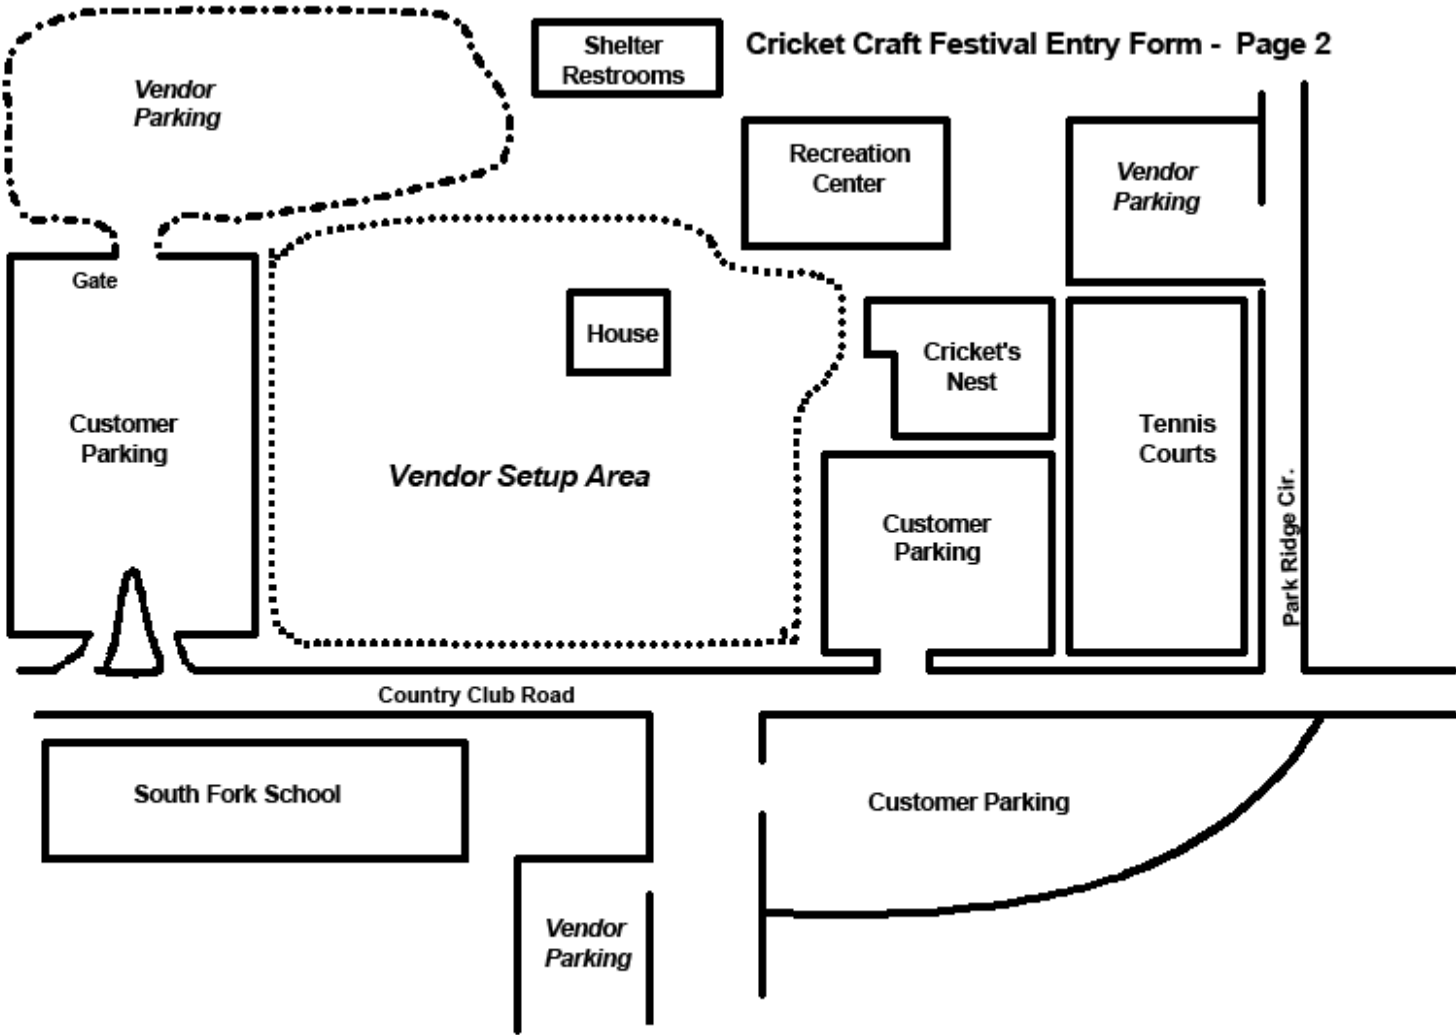 Cricket Craft Festival Entry Form - Page 2
Shelter
Restrooms
Vendor
Parking
Recreation
Center
Vendor
Parking
Gate
House
Cricket's
Nest
Customer
Parking
Tennis
Courts
Vendor Setup Area
Customer
Parking
Park Ridge Cir.
Country Club Road
South Fork School
Customer Parking
Vendor
Parking